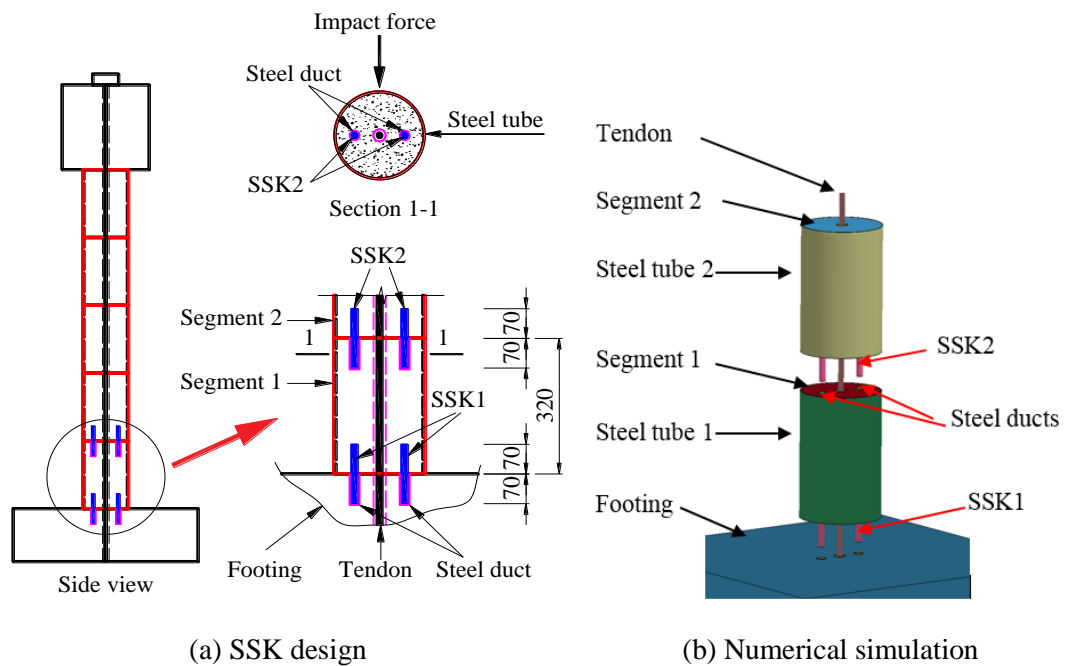 Impact force
Steel duct
Steel tube
SSK2
Section 1-1
SSK2
Segment 2
1
1
Segment 1
SSK1
70
70
320
70
70
Footing
Tendon
Steel duct
Side view
(a) SSK design
Tendon
Segment 2
Steel tube 2
SSK2
Segment 1
Steel ducts
Steel tube 1
Footing
SSK1
(b) Numerical simulation